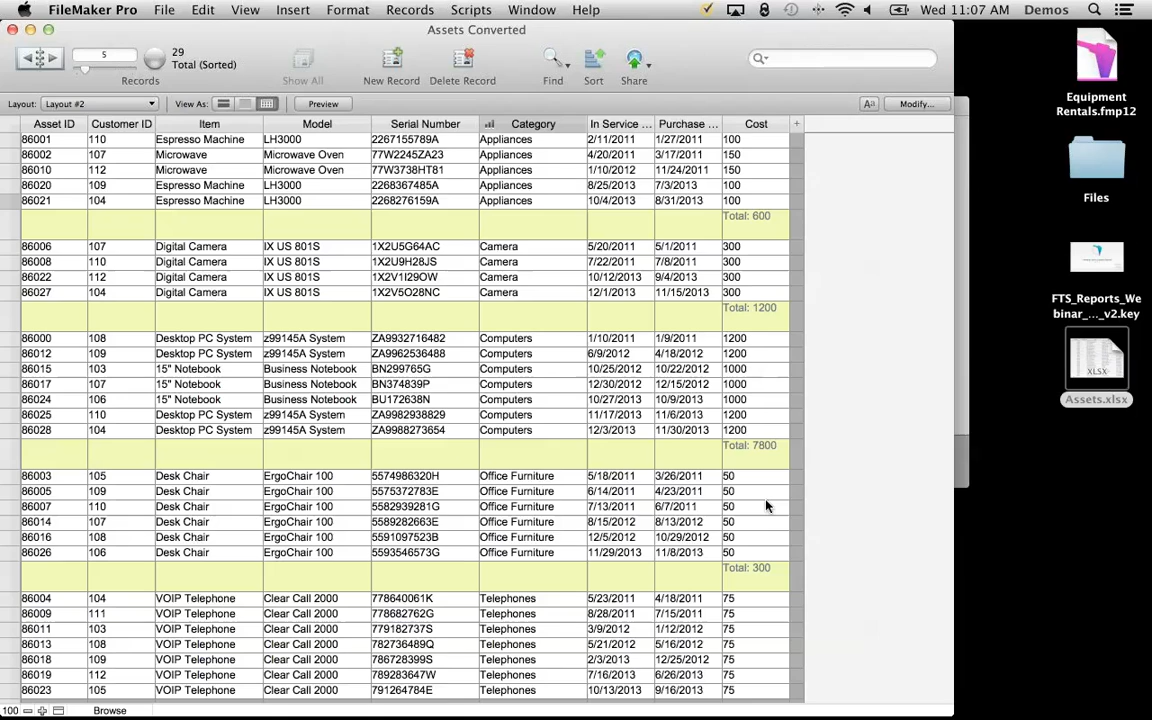 FileMaker Pro File Edit View Insert Format Records Scripts Window Help Wed 11:07 AM Demos
Assets Converted
5 29 Total (Sorted)
Records Show All New Record Delete Record Find Sort Share
Layout: Layout #2 View As: Preview Aa Modify...
Asset ID Customer ID Item Model Serial Number Category In Service ... Purchase ... Cost +
86001 110 Espresso Machine LH3000 2267155789A Appliances 2/11/2011 1/27/2011 100
86002 107 Microwave Microwave Oven 77W2245ZA23 Appliances 4/20/2011 3/17/2011 150
86010 112 Microwave Microwave Oven 77W3738HT81 Appliances 1/10/2012 11/24/2011 150
86020 109 Espresso Machine LH3000 2268367485A Appliances 8/25/2013 7/3/2013 100
86021 104 Espresso Machine LH3000 2268276159A Appliances 10/4/2013 8/31/2013 100
Total: 600
86006 107 Digital Camera IX US 801S 1X2U5G64AC Camera 5/20/2011 5/1/2011 300
86008 110 Digital Camera IX US 801S 1X2U9H28JS Camera 7/22/2011 7/8/2011 300
86022 112 Digital Camera IX US 801S 1X2V1I29OW Camera 10/12/2013 9/4/2013 300
86027 104 Digital Camera IX US 801S 1X2V5O28NC Camera 12/1/2013 11/15/2013 300
Total: 1200
86000 108 Desktop PC System z99145A System ZA9932716482 Computers 1/10/2011 1/9/2011 1200
86012 109 Desktop PC System z99145A System ZA9962536488 Computers 6/9/2012 4/18/2012 1200
86015 103 15" Notebook Business Notebook BN299765G Computers 10/25/2012 10/22/2012 1000
86017 107 15" Notebook Business Notebook BN374839P Computers 12/30/2012 12/15/2012 1000
86024 106 15" Notebook Business Notebook BU172638N Computers 10/27/2013 10/9/2013 1000
86025 110 Desktop PC System z99145A System ZA9982938829 Computers 11/17/2013 11/6/2013 1200
86028 104 Desktop PC System z99145A System ZA9988273654 Computers 12/3/2013 11/30/2013 1200
Total: 7800
86003 105 Desk Chair ErgoChair 100 5574986320H Office Furniture 5/18/2011 3/26/2011 50
86005 109 Desk Chair ErgoChair 100 5575372783E Office Furniture 6/14/2011 4/23/2011 50
86007 110 Desk Chair ErgoChair 100 5582939281G Office Furniture 7/13/2011 6/7/2011 50
86014 107 Desk Chair ErgoChair 100 5589282663E Office Furniture 8/15/2012 8/13/2012 50
86016 108 Desk Chair ErgoChair 100 5591097523B Office Furniture 12/5/2012 10/29/2012 50
86026 106 Desk Chair ErgoChair 100 5593546573G Office Furniture 11/29/2013 11/8/2013 50
Total: 300
86004 104 VOIP Telephone Clear Call 2000 778640061K Telephones 5/23/2011 4/18/2011 75
86009 111 VOIP Telephone Clear Call 2000 778682762G Telephones 8/28/2011 7/15/2011 75
86011 103 VOIP Telephone Clear Call 2000 779182737S Telephones 3/9/2012 1/12/2012 75
86013 108 VOIP Telephone Clear Call 2000 782736489Q Telephones 5/21/2012 5/16/2012 75
86018 109 VOIP Telephone Clear Call 2000 786728399S Telephones 2/3/2013 12/25/2012 75
86019 112 VOIP Telephone Clear Call 2000 789283647W Telephones 7/16/2013 6/26/2013 75
86023 105 VOIP Telephone Clear Call 2000 791264784E Telephones 10/13/2013 9/16/2013 75
100 Browse
Equipment
Rentals.fmp12
Files
FTS_Reports_We
binar_..._v2.key
XLSX
Assets.xlsx